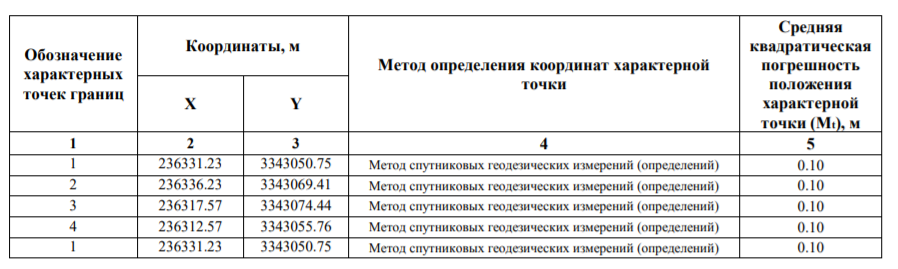 Обозначение
характерных
точек границ
Координаты, м
X
Y
Метод определения координат характерной
точки
Средняя
квадратическая
погрешность
положения
характерной
точки (Mt), м
1 2 3 4 5
1 236331.23 3343050.75 Метод спутниковых геодезических измерений (определений) 0.10
2 236336.23 3343069.41 Метод спутниковых геодезических измерений (определений) 0.10
3 236317.57 3343074.44 Метод спутниковых геодезических измерений (определений) 0.10
4 236312.57 3343055.76 Метод спутниковых геодезических измерений (определений) 0.10
1 236331.23 3343050.75 Метод спутниковых геодезических измерений (определений) 0.10